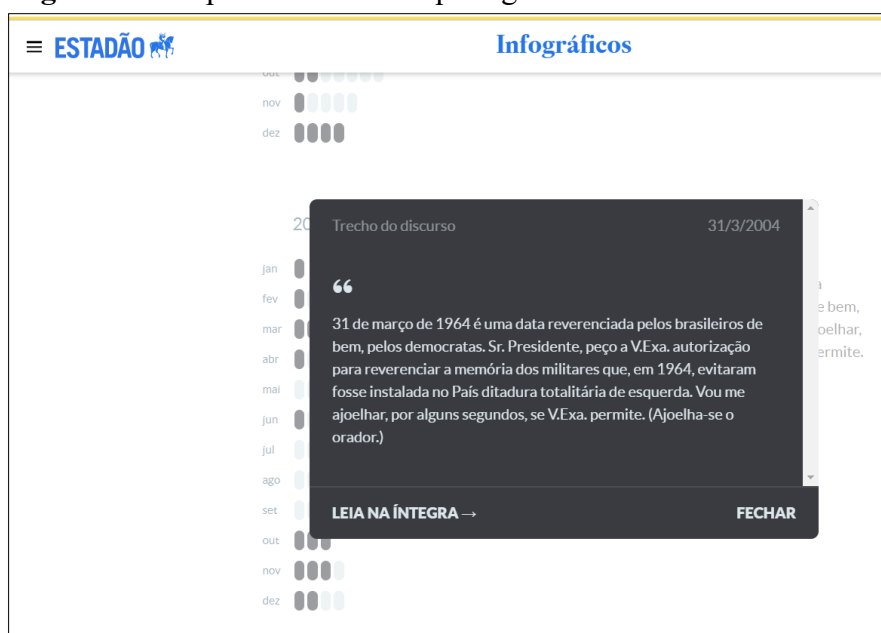 ≡ ESTADÃO Infográficos
out
nov
dez
20
Trecho do discurso 31/3/2004
jan
fev
mar
abr
mai
jun
jul
ago
set
out
nov
dez
“
31 de março de 1964 é uma data reverenciada pelos brasileiros de
bem, pelos democratas. Sr. Presidente, peço a V.Exa. autorização
para reverenciar a memória dos militares que, em 1964, evitaram
fosse instalada no País ditadura totalitária de esquerda. Vou me
ajoelhar, por alguns segundos, se V.Exa. permite. (Ajoelha-se o
orador.)
e bem,
oelhar,
ermite.
LEIA NA ÍNTEGRA → FECHAR